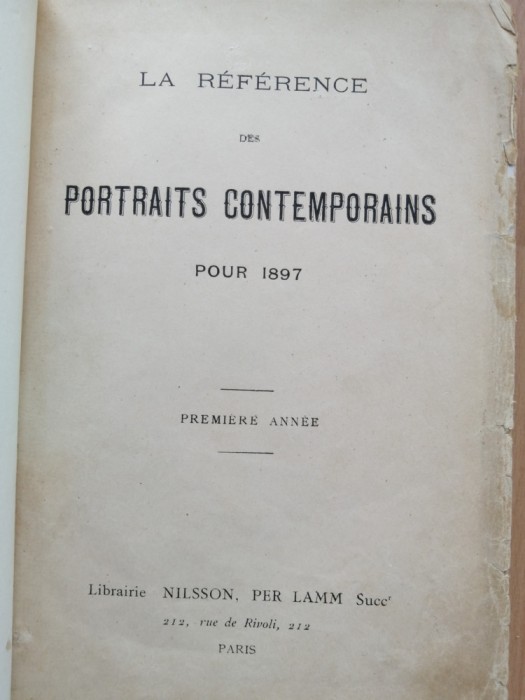 LA RÉFÉRENCE
DES
PORTRAITS CONTEMPORAINS
POUR 1897
PREMIÈRE ANNÉE
Librairie NILSSON, PER LAMM Succʳ
212, rue de Rivoli, 212
PARIS